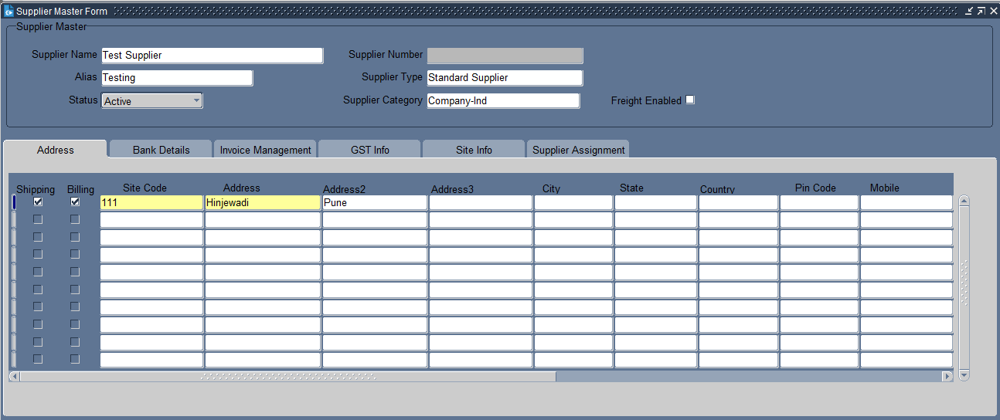 Supplier Master Form
Supplier Master
Supplier Name Test Supplier Supplier Number
Alias Testing Supplier Type Standard Supplier
Status Active Supplier Category Company-Ind Freight Enabled
Address Bank Details Invoice Management GST Info Site Info Supplier Assignment
Shipping Billing Site Code Address Address2 Address3 City State Country Pin Code Mobile
111 Hinjewadi Pune